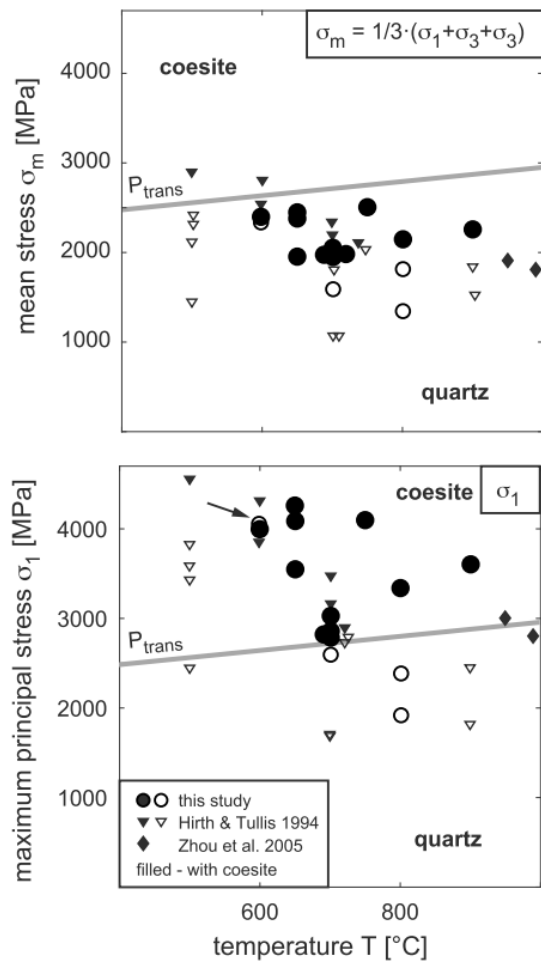 σm = 1/3·(σ1+σ3+σ3)
coesite
mean stress σm [MPa]
4000
3000
2000
1000
Ptrans
quartz
coesite
σ1
maximum principal stress σ1 [MPa]
4000
3000
2000
1000
Ptrans
this study
Hirth & Tullis 1994
Zhou et al. 2005
filled - with coesite
quartz
600 800
temperature T [°C]